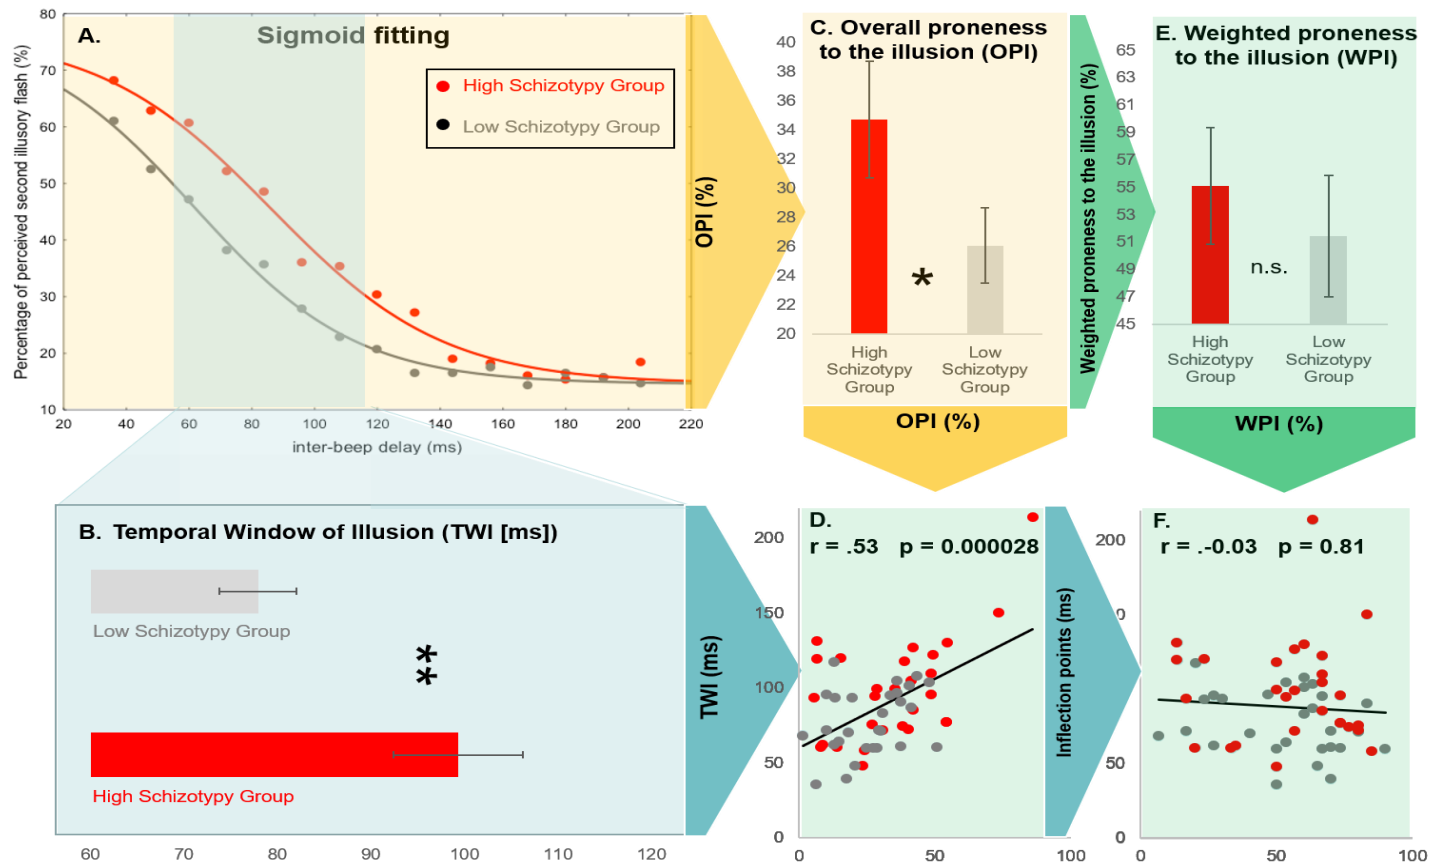 A.
Sigmoid fitting
High Schizotypy Group
Low Schizotypy Group
Percentage of perceived second illusory flash (%)
80
70
60
50
40
30
20
10
20 40 60 80 100 120 140 160 180 200 220
inter-beep delay (ms)
OPI (%)
C. Overall proneness
to the illusion (OPI)
40
38
36
34
32
30
28
26
24
22
20
*
High
Schizotypy
Group
Low
Schizotypy
Group
OPI (%)
Weighted proneness to the illusion (%)
E. Weighted proneness
to the illusion (WPI)
65
63
61
59
57
55
53
51
49
47
45
n.s.
High
Schizotypy
Group
Low
Schizotypy
Group
WPI (%)
B. Temporal Window of Illusion (TWI [ms])
Low Schizotypy Group
**
High Schizotypy Group
60 70 80 90 100 110 120
TWI (ms)
D.
r = .53 p = 0.000028
200
150
100
50
0
0 50 100
Inflection points (ms)
F.
r = .-0.03 p = 0.81
200
0
50
0
0 50 100